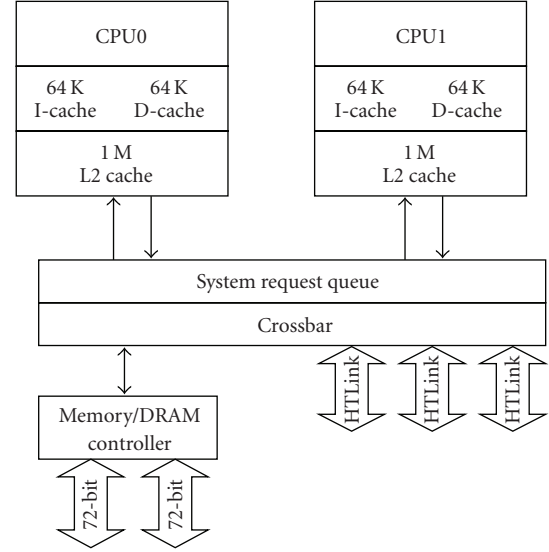 CPU0
64 K
I-cache
64 K
D-cache
1 M
L2 cache
CPU1
64 K
I-cache
64 K
D-cache
1 M
L2 cache
System request queue
Crossbar
HTLink
HTLink
HTLink
Memory/DRAM
controller
72-bit
72-bit